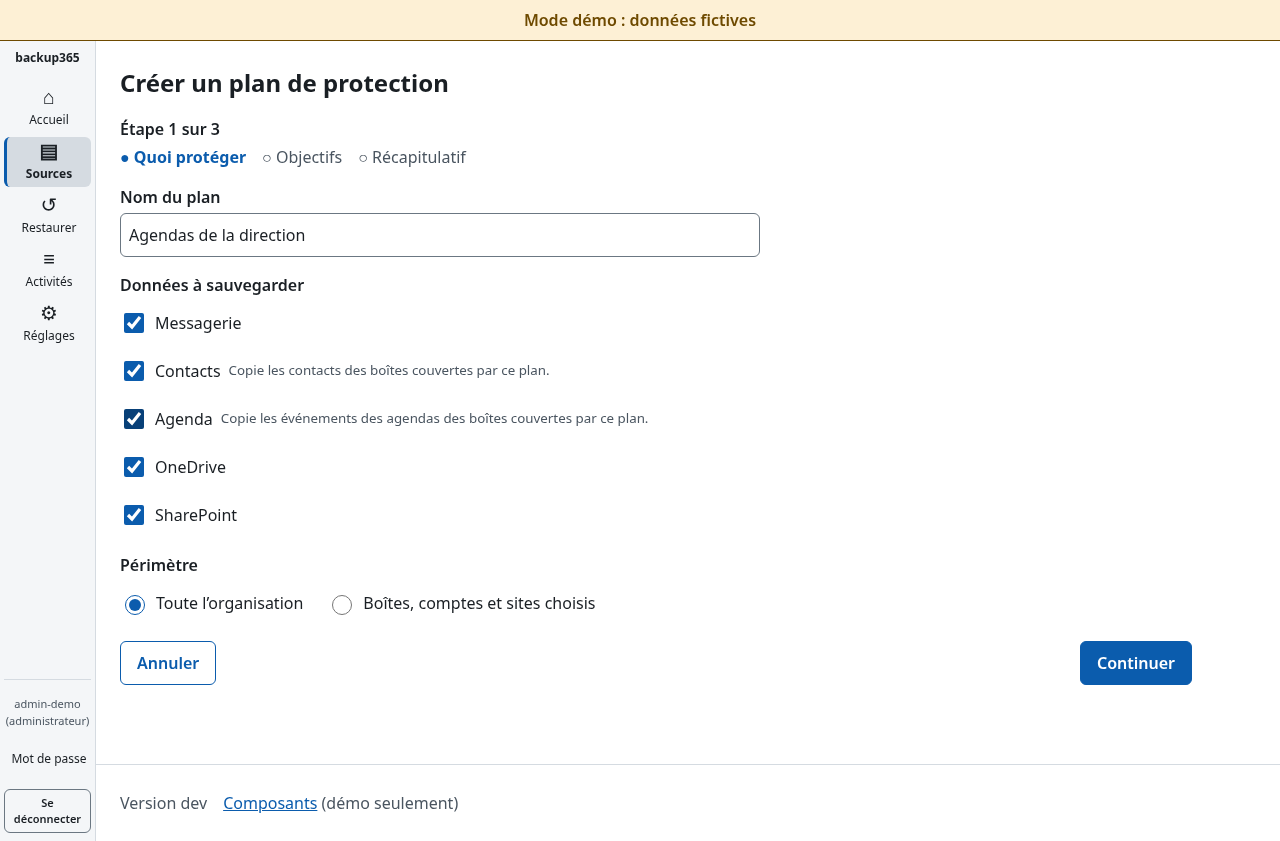 Mode démo : données fictives
backup365
Accueil
Sources
Restaurer
Activités
Réglages
admin-demo
(administrateur)
Mot de passe
Se
déconnecter
Créer un plan de protection
Étape 1 sur 3
● Quoi protéger ○ Objectifs ○ Récapitulatif
Nom du plan
Agendas de la direction
Données à sauvegarder
Messagerie
Contacts Copie les contacts des boîtes couvertes par ce plan.
Agenda Copie les événements des agendas des boîtes couvertes par ce plan.
OneDrive
SharePoint
Périmètre
Toute l’organisation Boîtes, comptes et sites choisis
Annuler Continuer
Version dev Composants (démo seulement)